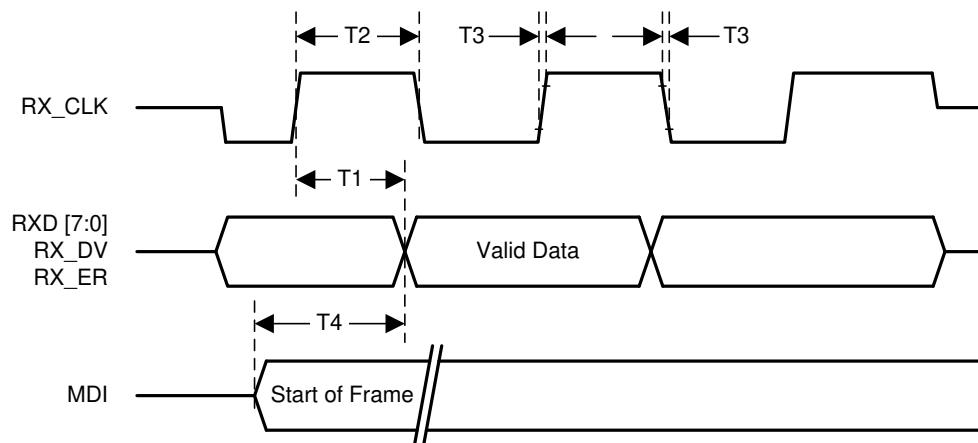 T2
T3
T3
RX_CLK
T1
RXD [7:0]
RX_DV
RX_ER
Valid Data
T4
MDI
Start of Frame